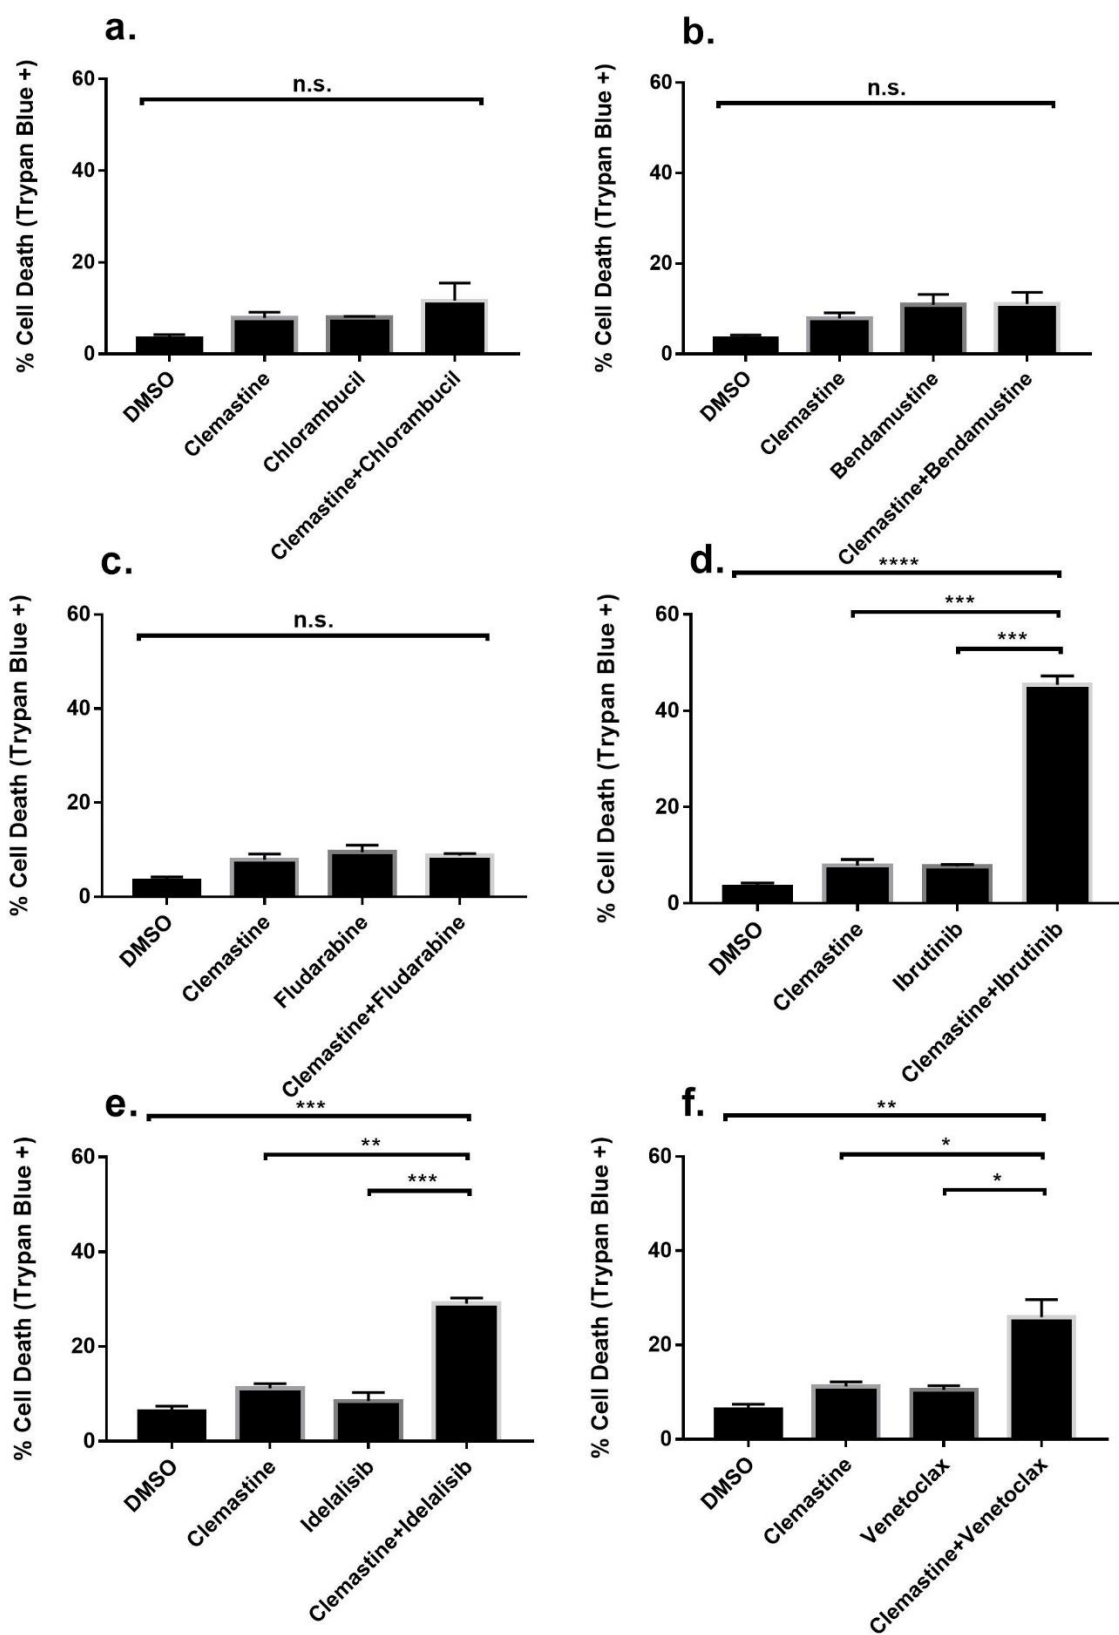 a.
% Cell Death (Trypan Blue +)
60
40
20
0
n.s.
DMSO
Clemastine
Chlorambucil
Clemastine+Chlorambucil
b.
% Cell Death (Trypan Blue +)
60
40
20
0
n.s.
DMSO
Clemastine
Bendamustine
Clemastine+Bendamustine
c.
% Cell Death (Trypan Blue +)
60
40
20
0
n.s.
DMSO
Clemastine
Fludarabine
Clemastine+Fludarabine
d.
% Cell Death (Trypan Blue +)
60
40
20
0
****
***
***
DMSO
Clemastine
Ibrutinib
Clemastine+Ibrutinib
e.
% Cell Death (Trypan Blue +)
60
40
20
0
***
**
***
DMSO
Clemastine
Idelalisib
Clemastine+Idelalisib
f.
% Cell Death (Trypan Blue +)
60
40
20
0
**
*
*
DMSO
Clemastine
Venetoclax
Clemastine+Venetoclax